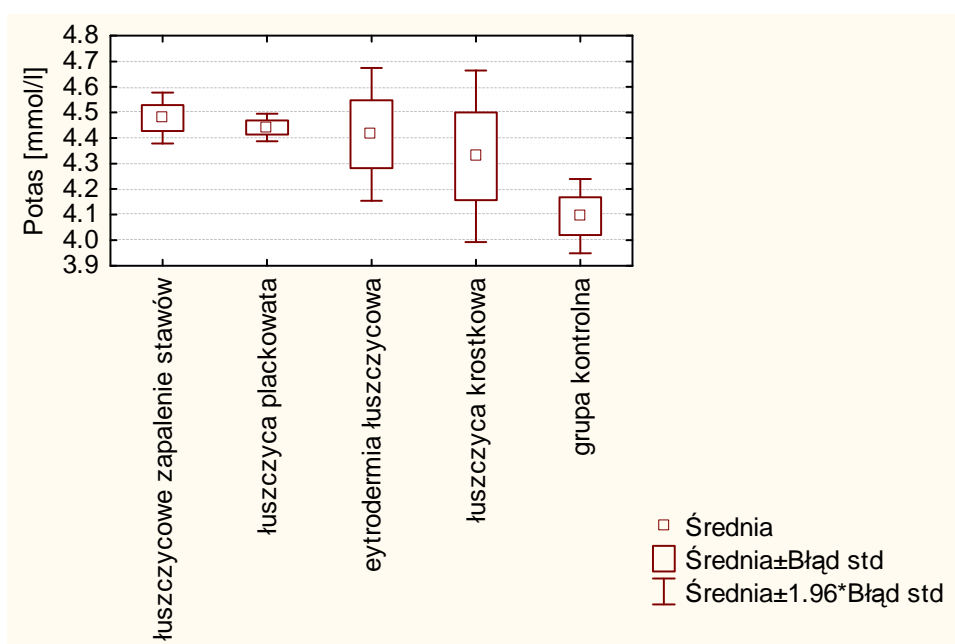 Potas [mmol/l]
4.8
4.7
4.6
4.5
4.4
4.3
4.2
4.1
4.0
3.9
łuszczycowe zapalenie stawów
łuszczyca plackowata
eytrodermia łuszczycowa
łuszczyca krostkowa
grupa kontrolna
Średnia
Średnia±Błąd std
Średnia±1.96*Błąd std